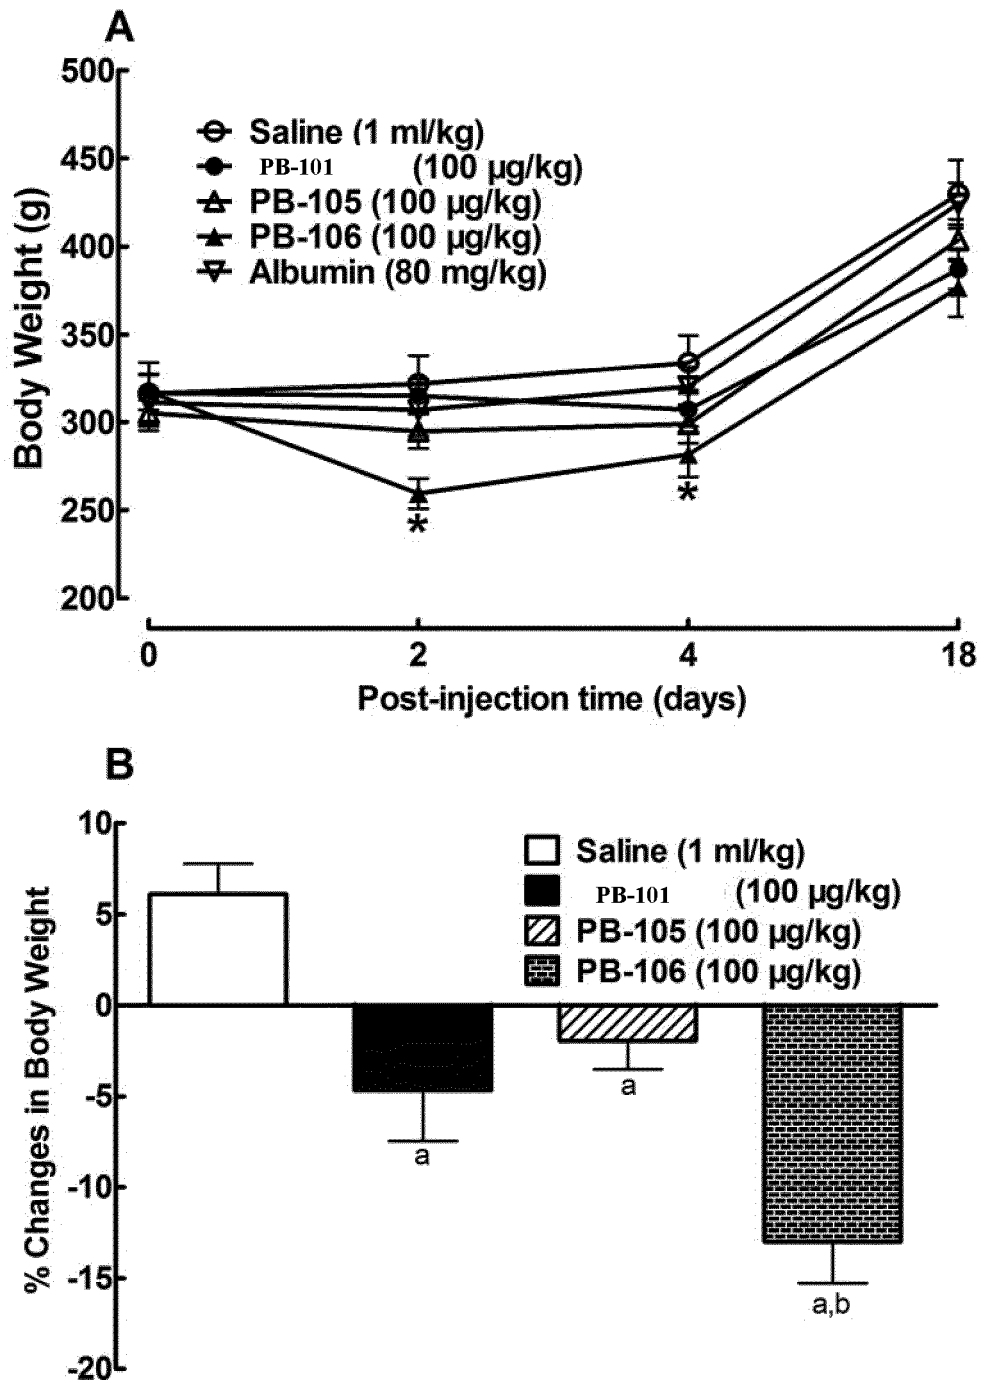 A
500
450
400
350
300
250
200
Body Weight (g)
Saline (1 ml/kg)
PB-101 (100 µg/kg)
PB-105 (100 µg/kg)
PB-106 (100 µg/kg)
Albumin (80 mg/kg)
*
*
0 2 4 18
Post-injection time (days)
B
10
5
0
-5
-10
-15
-20
% Changes in Body Weight
Saline (1 ml/kg)
PB-101 (100 µg/kg)
PB-105 (100 µg/kg)
PB-106 (100 µg/kg)
a
a
a,b